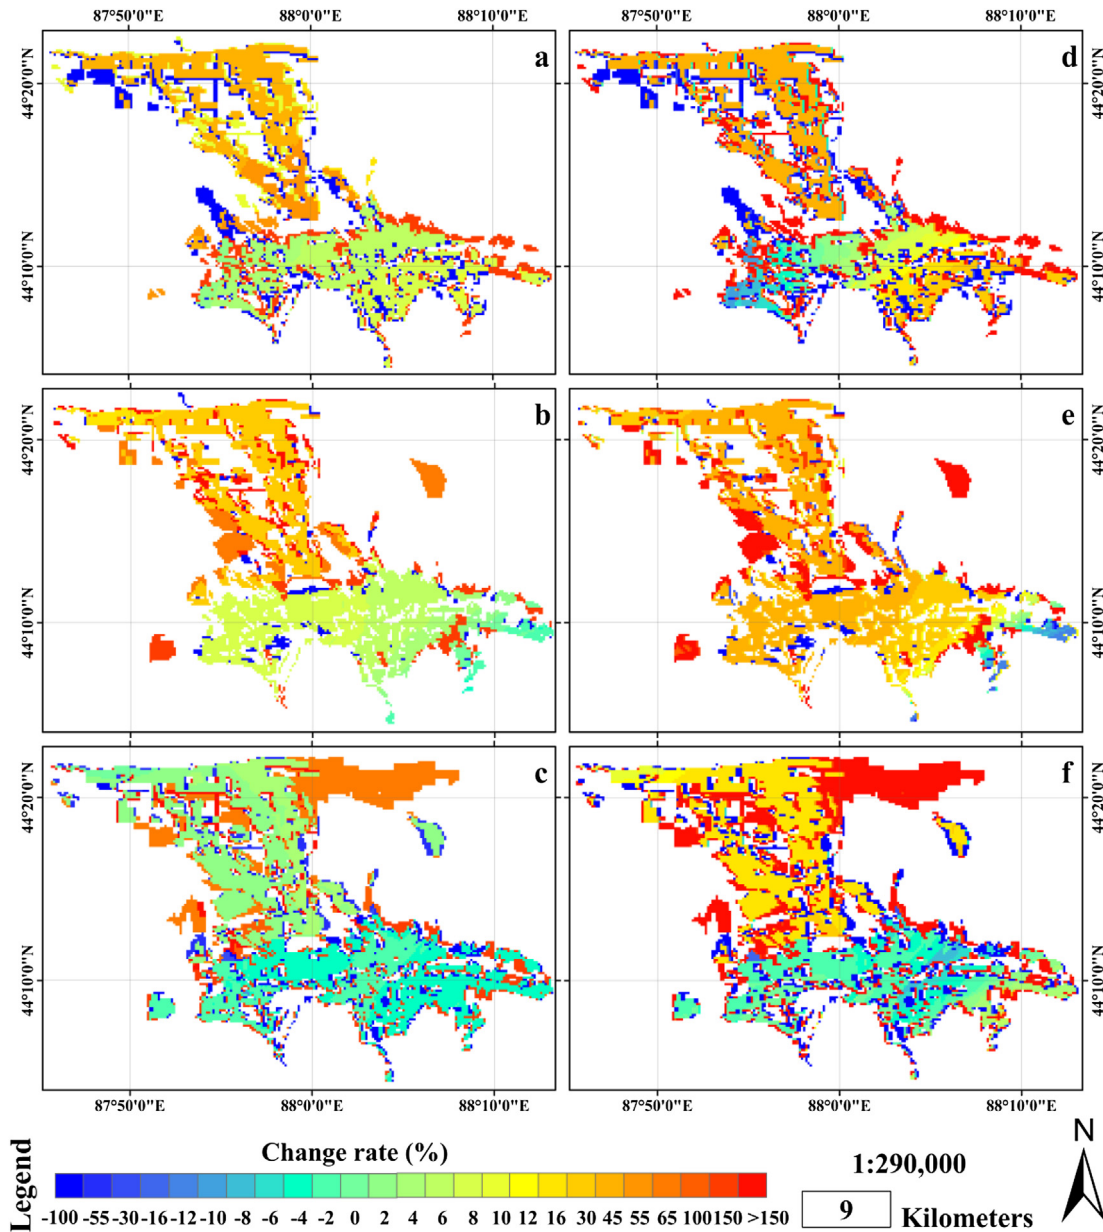 87°50'0"E 88°0'0"E 88°10'0"E 87°50'0"E 88°0'0"E 88°10'0"E
a d
44°20'0"N 44°20'0"N
44°10'0"N 44°10'0"N
b e
44°20'0"N 44°20'0"N
44°10'0"N 44°10'0"N
c f
44°20'0"N 44°20'0"N
44°10'0"N 44°10'0"N
87°50'0"E 88°0'0"E 88°10'0"E 87°50'0"E 88°0'0"E 88°10'0"E
Legend
Change rate (%)
-100 -55 -30 -16 -12 -10 -8 -6 -4 -2 0 2 4 6 8 10 12 16 30 45 55 65 100 150 >150
1:290,000
9 Kilometers
N